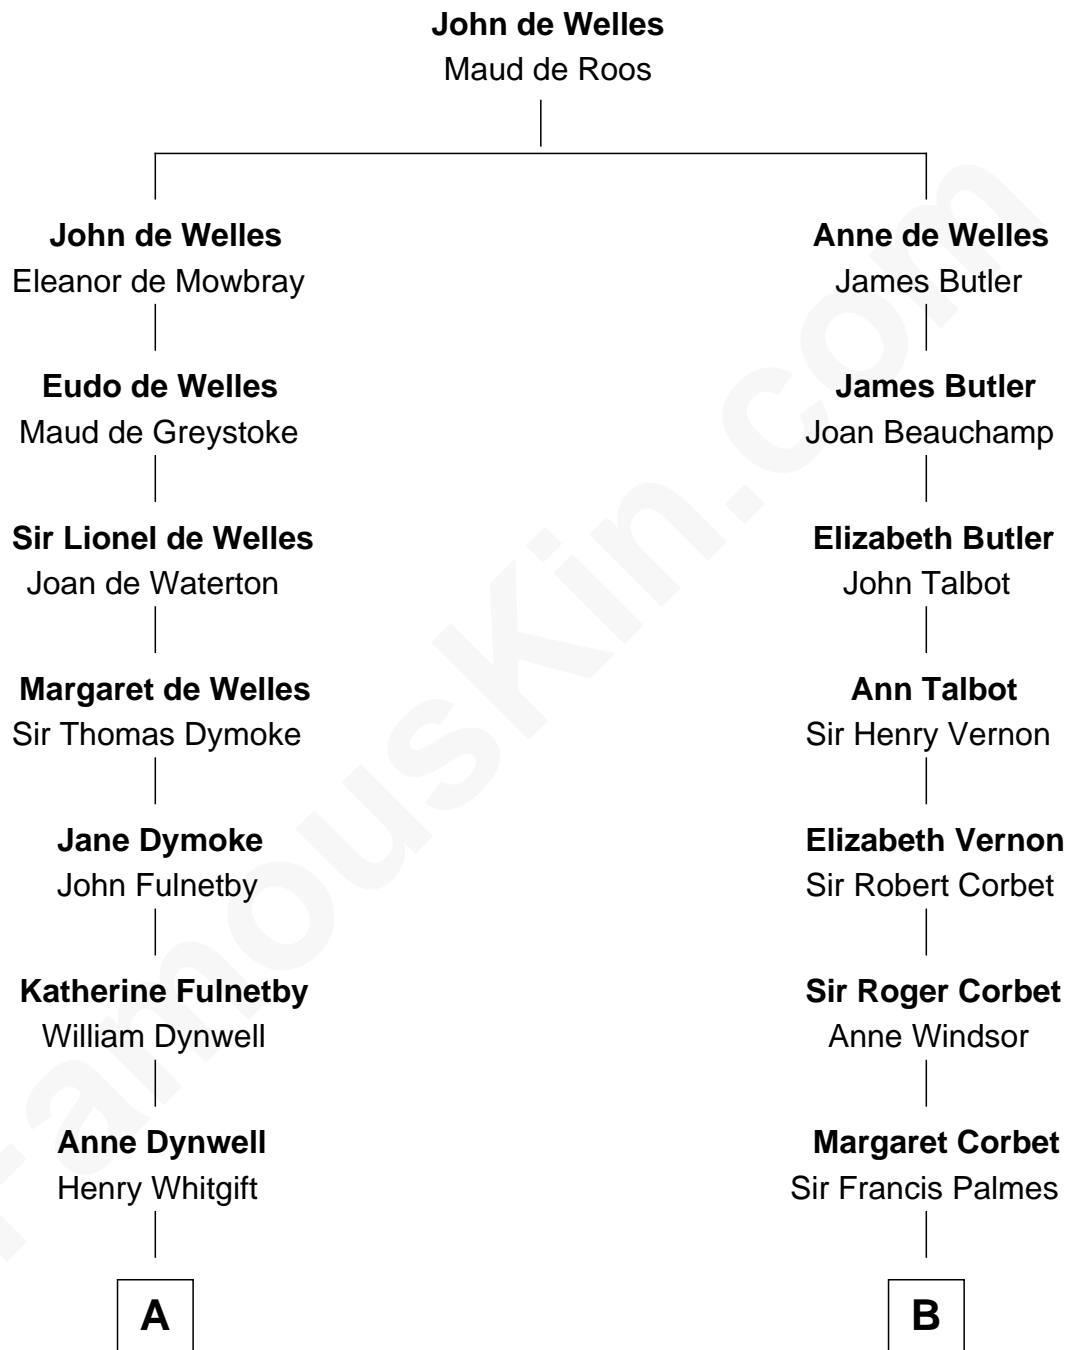 John de Welles
Maud de Roos
John de Welles
Eleanor de Mowbray
Anne de Welles
James Butler
Eudo de Welles
Maud de Greystoke
James Butler
Joan Beauchamp
Sir Lionel de Welles
Joan de Waterton
Elizabeth Butler
John Talbot
Margaret de Welles
Sir Thomas Dymoke
Ann Talbot
Sir Henry Vernon
Jane Dymoke
John Fulnetby
Elizabeth Vernon
Sir Robert Corbet
Katherine Fulnetby
William Dynwell
Sir Roger Corbet
Anne Windsor
Anne Dynwell
Henry Whitgift
Margaret Corbet
Sir Francis Palmes
A
B
FamousKin.com